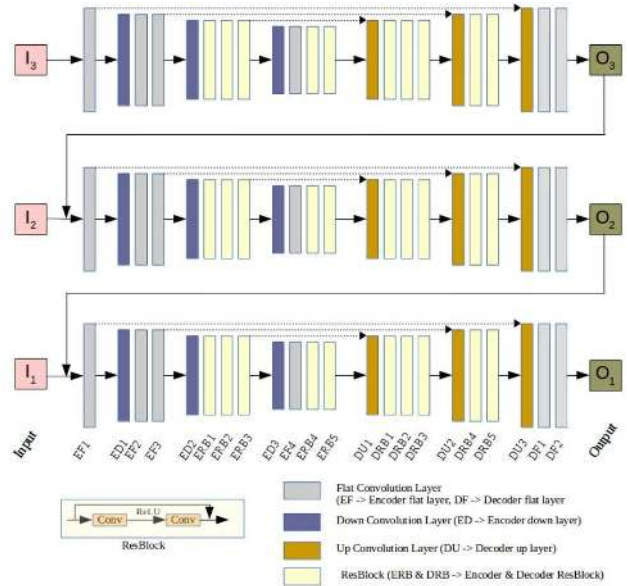 I3 O3
I2 O2
I1 O1
Input EF1 ED1 EF2 EF3 ED2 ERB1 ERB2 ERB3 ED3 EF4 ERB4 ERB5 DU1 DRB1 DRB2 DRB3 DU2 DRB4 DRB5 DU3 DF1 DF2 Output
Flat Convolution Layer
(EF -> Encoder flat layer, DF -> Decoder flat layer
Down Convolution Layer (ED -> Encoder down layer)
Up Convolution Layer (DU -> Decoder up layer)
ResBlock (ERB & DRB -> Encoder & Decoder ResBlock)
ReLU
Conv Conv
ResBlock